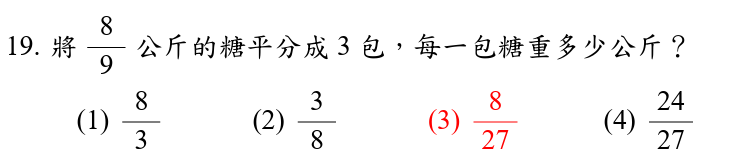 19. 將 8/9 公斤的糖平分成 3 包，每一包糖重多少公斤？
(1) 8/3 (2) 3/8 (3) 8/27 (4) 24/27